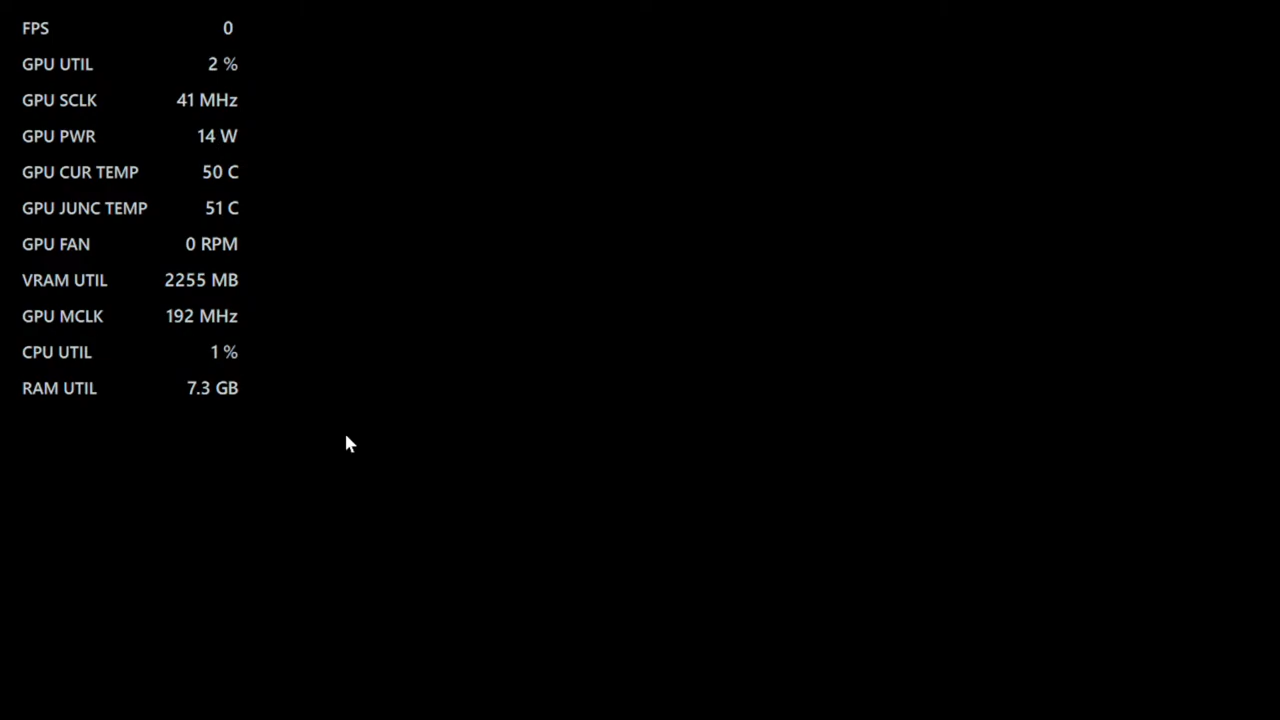 FPS 0
GPU UTIL 2 %
GPU SCLK 41 MHz
GPU PWR 14 W
GPU CUR TEMP 50 C
GPU JUNC TEMP 51 C
GPU FAN 0 RPM
VRAM UTIL 2255 MB
GPU MCLK 192 MHz
CPU UTIL 1 %
RAM UTIL 7.3 GB